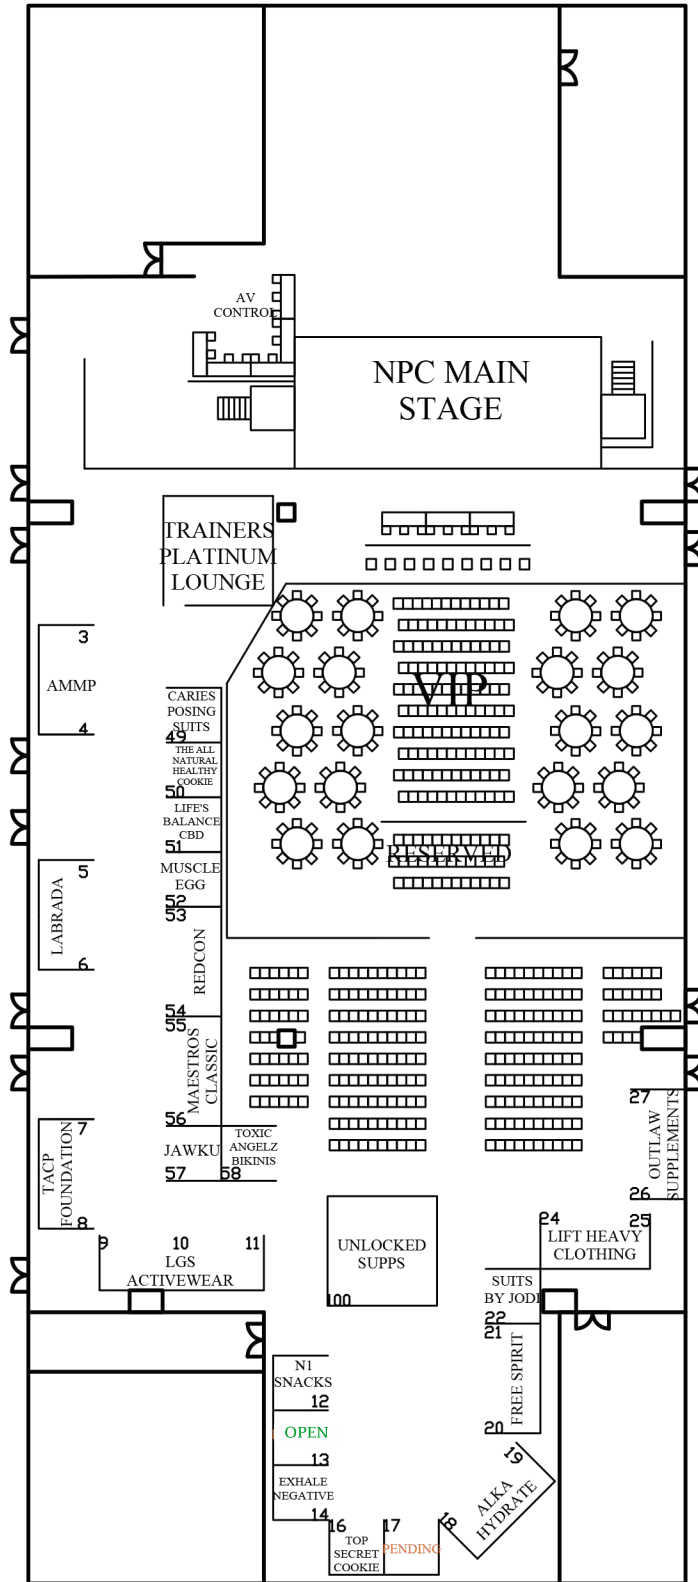 AV
CONTROL
NPC MAIN
STAGE
TRAINERS
PLATINUM
LOUNGE
3
AMMP
4
CARIES
POSING
SUITS
49
THE ALL
NATURAL
HEALTHY
COOKIE
50
LIFE'S
BALANCE
CBD
51
MUSCLE
EGG
52
53
REDCON
54
55
MAESTROS
CLASSIC
56
JAWKU
57
TOXIC
ANGELZ
BIKINIS
58
VIP
RESERVED
5
LABRADA
6
7
TACP
FOUNDATION
8
9
10
11
LGS
ACTIVEWEAR
UNLOCKED
SUPPS
100
27
OUTLAW
SUPPLEMENTS
26
24
25
LIFT HEAVY
CLOTHING
SUITS
BY JODI
22
21
FREE SPIRIT
20
N1
SNACKS
12
OPEN
13
EXHALE
NEGATIVE
14
16
TOP
SECRET
COOKIE
17
PENDING
18
ALKA
HYDRATE
19